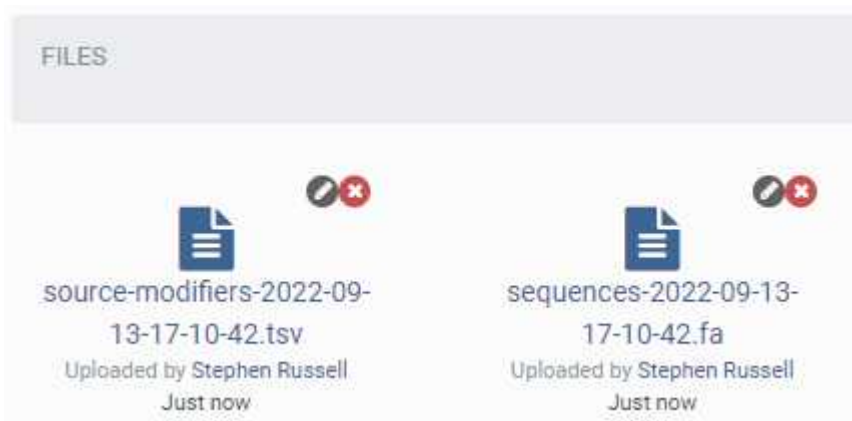 FILES
source-modifiers-2022-09-
13-17-10-42.tsv
Uploaded by Stephen Russell
Just now
sequences-2022-09-13-
17-10-42.fa
Uploaded by Stephen Russell
Just now